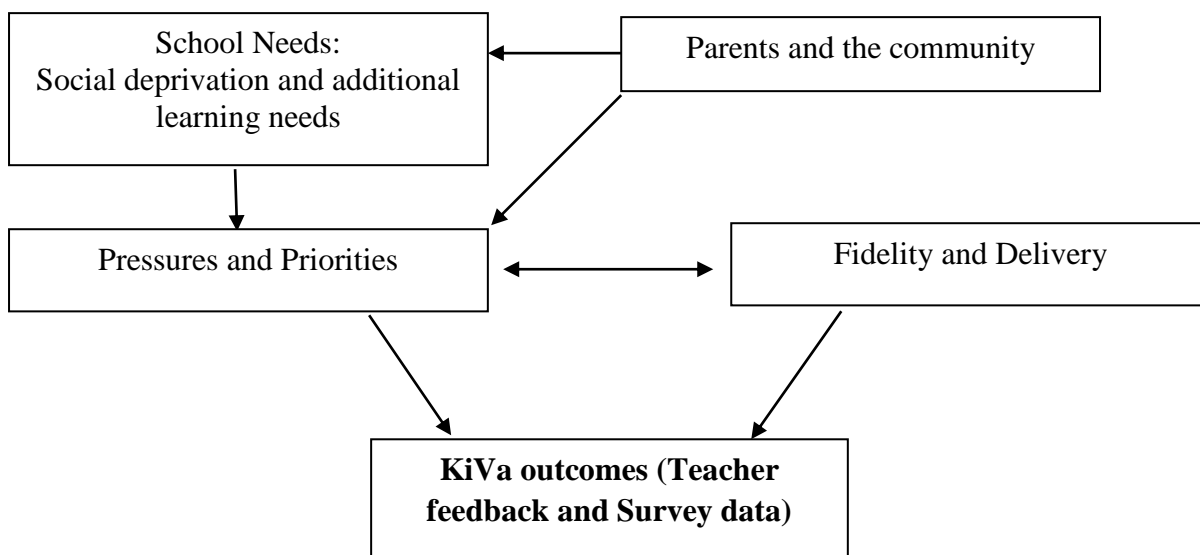 School Needs:
Social deprivation and additional
learning needs
Parents and the community
Pressures and Priorities
Fidelity and Delivery
KiVa outcomes (Teacher
feedback and Survey data)